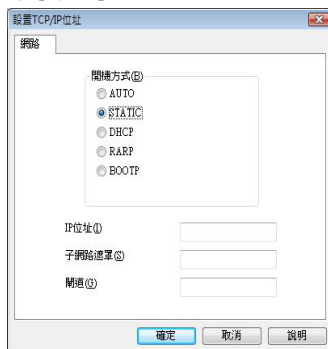 設置TCP/IP位址
網路
開機方式(B)
AUTO
STATIC
DHCP
RARP
BOOTP
IP位址(I)
子網路遮罩(S)
閘道(G)
確定 取消 說明